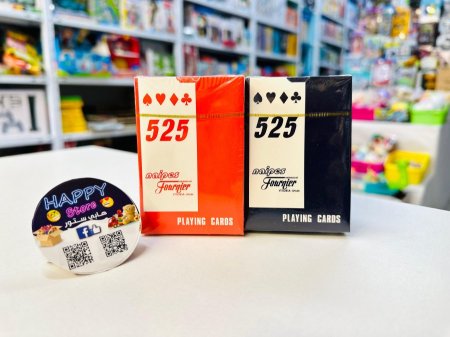 HAPPY
Store
هابي ستور
f
525
naipes
Fournier
PLAYING CARDS
525
naipes
Fournier
PLAYING CARDS